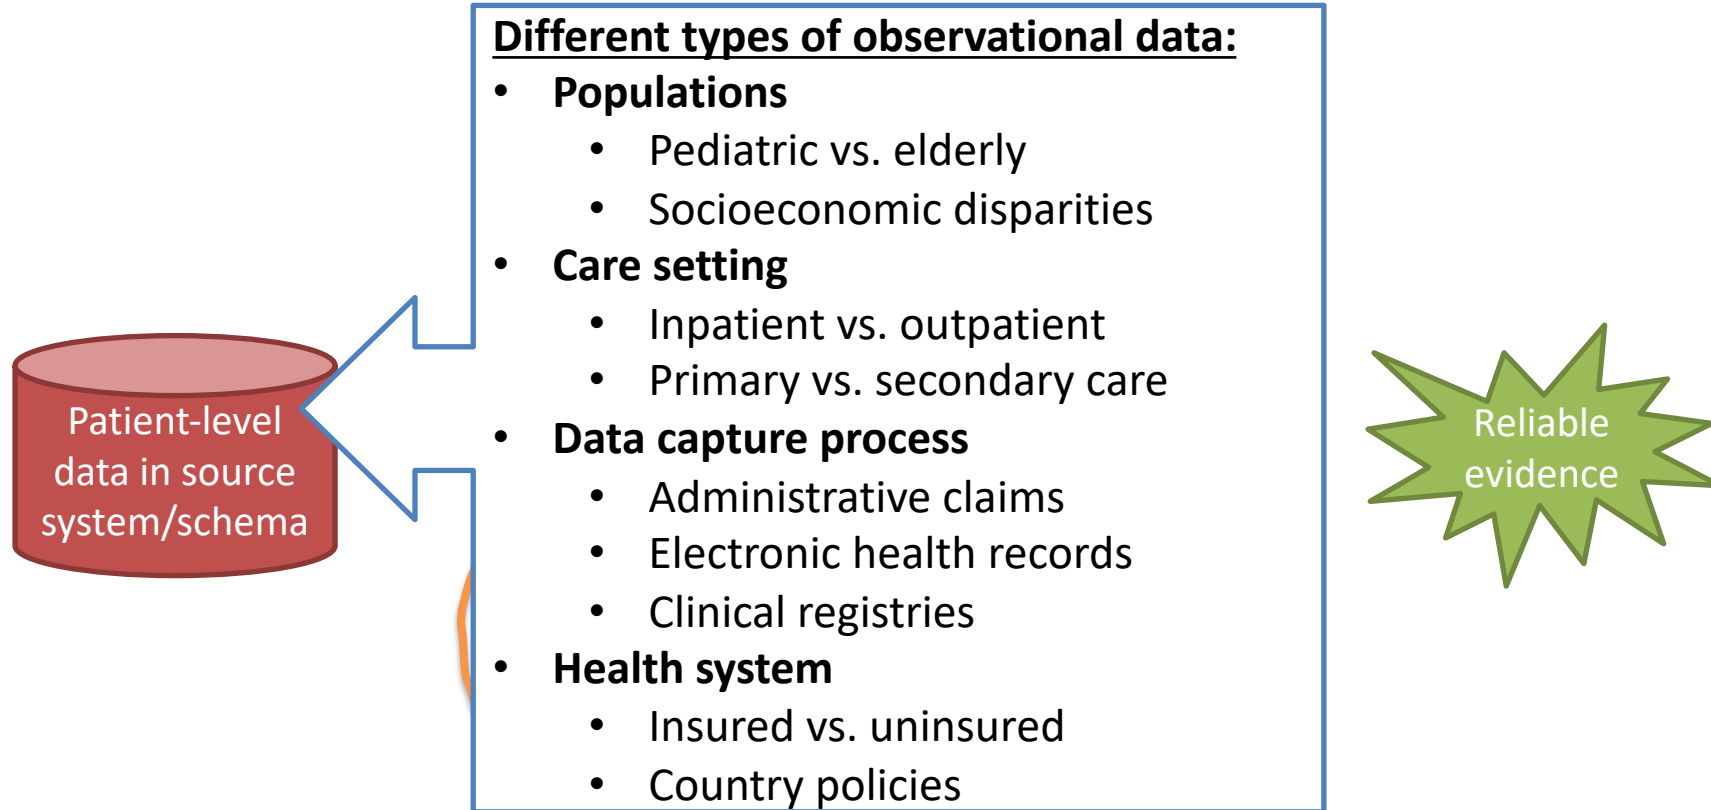 Different types of observational data:
• Populations
• Pediatric vs. elderly
• Socioeconomic disparities
• Care setting
• Inpatient vs. outpatient
• Primary vs. secondary care
• Data capture process
• Administrative claims
• Electronic health records
• Clinical registries
• Health system
• Insured vs. uninsured
• Country policies
Patient-level
data in source
system/schema
Reliable
evidence